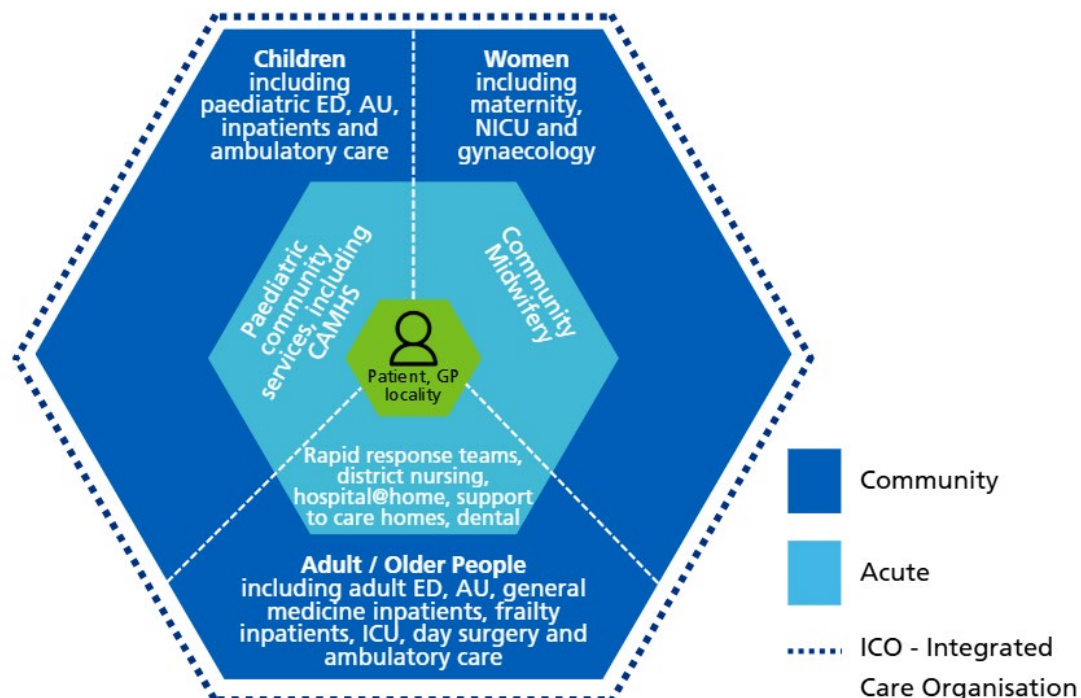 Children
including
paediatric ED, AU,
inpatients and
ambulatory care
Women
including
maternity,
NICU and
gynaecology
Paediatric
community
services, including
CAMHS
Community
Midwifery
Patient, GP
locality
Rapid response teams,
district nursing,
hospital@home, support
to care homes, dental
Adult / Older People
including adult ED, AU, general
medicine inpatients, frailty
inpatients, ICU, day surgery and
ambulatory care
Community
Acute
ICO - Integrated
Care Organisation